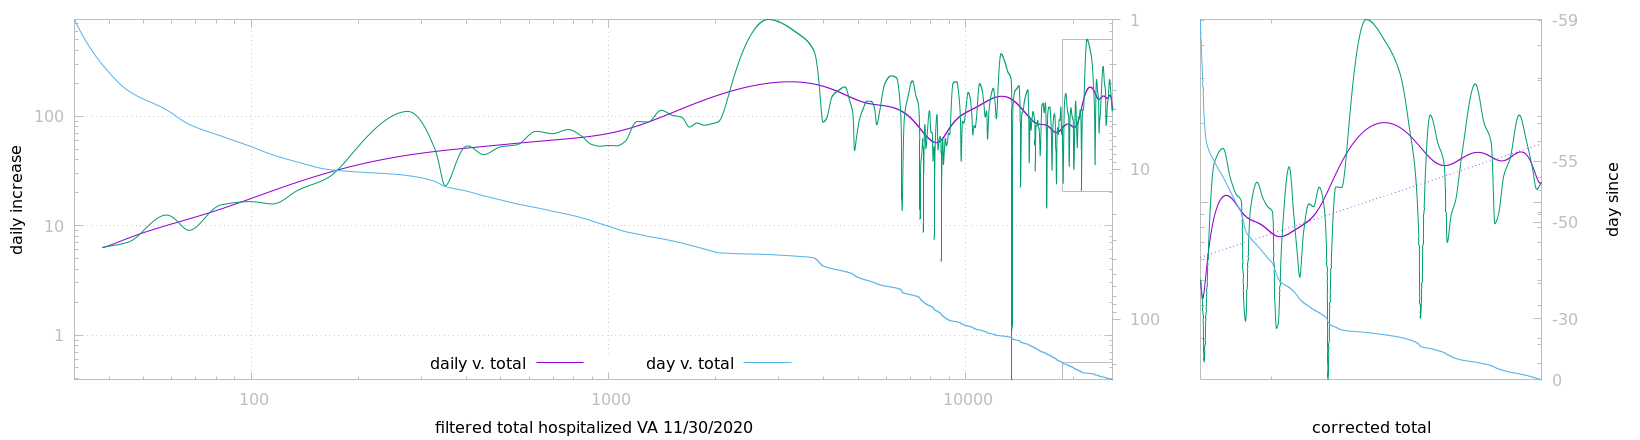 daily increase
100
10
1
daily v. total
day v. total
100
1000
10000
filtered total hospitalized VA 11/30/2020
1
10
100
-59
-55
-50
-30
0
day since
corrected total